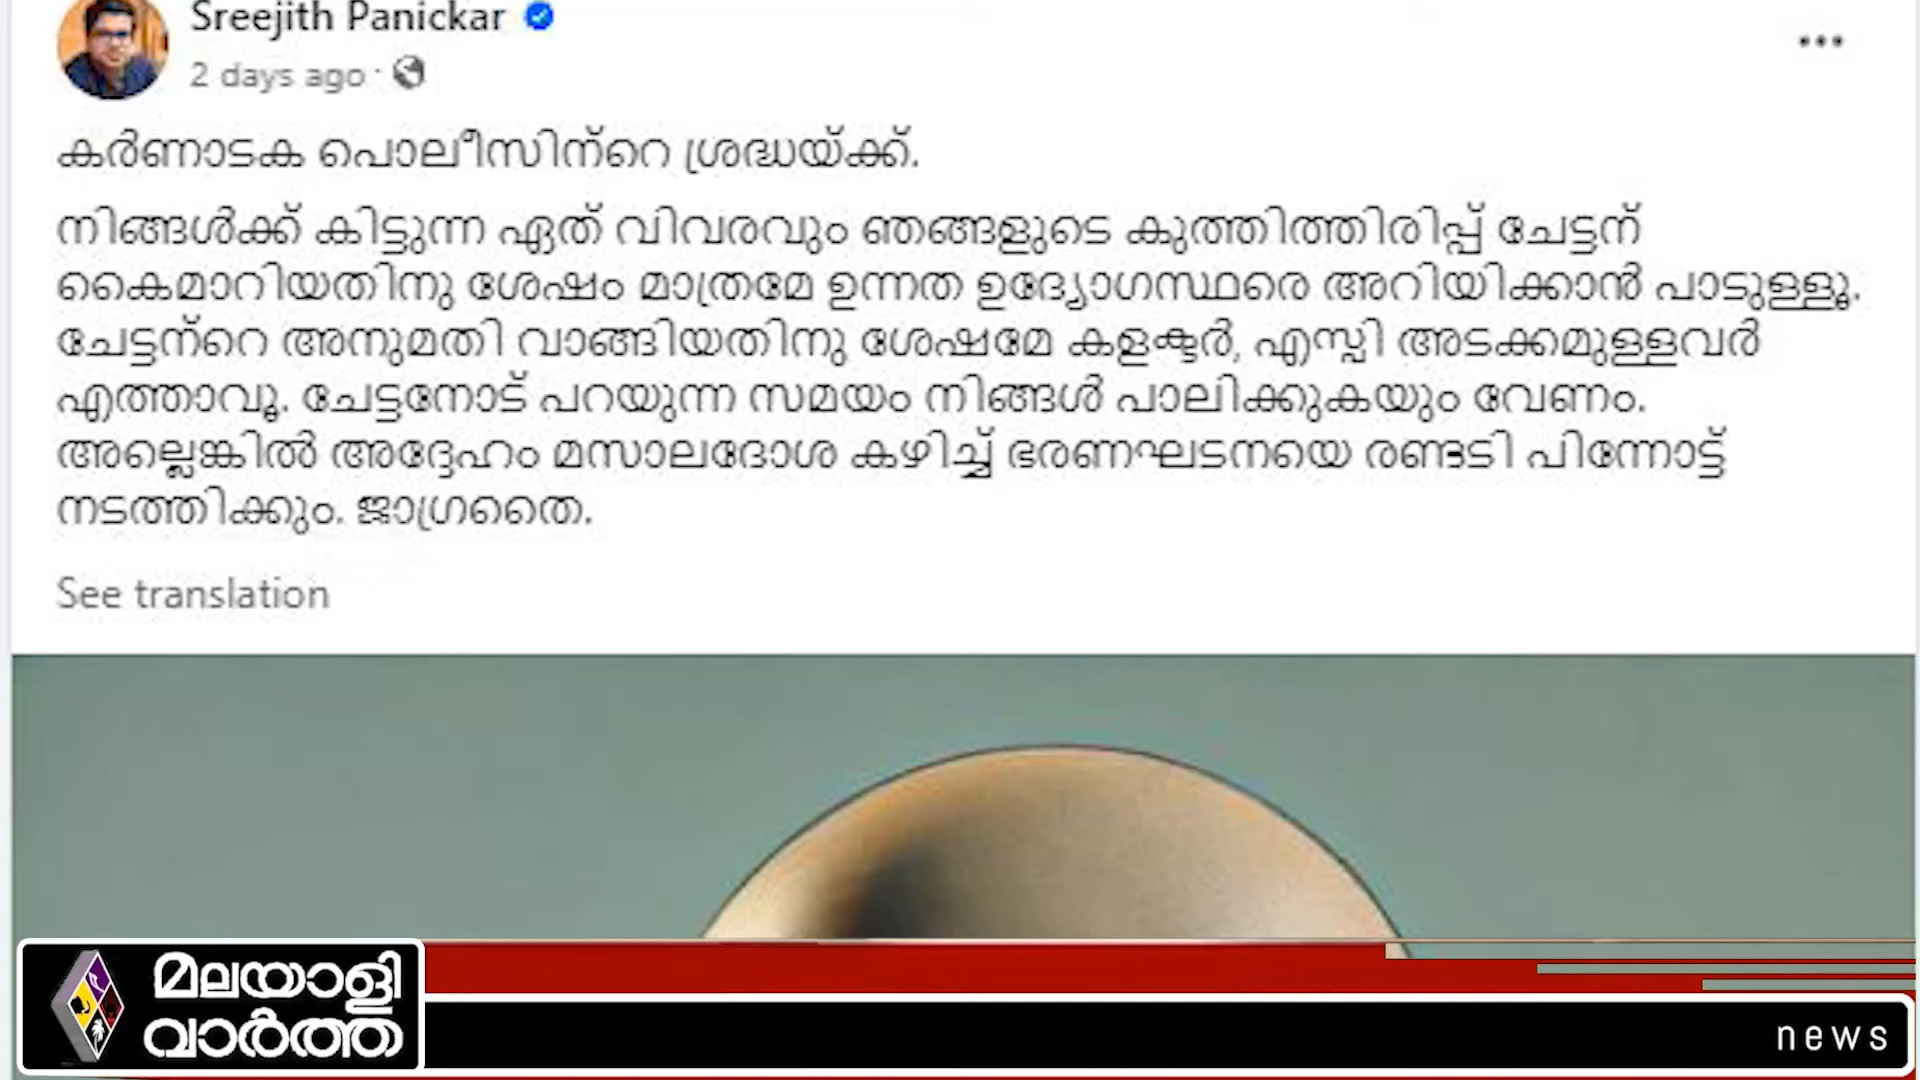 Sreejith Panickar
2 days ago ·
കർണാടക പൊലീസിന്റെ ശ്രദ്ധയ്ക്ക്.
നിങ്ങൾക്ക് കിട്ടുന്ന ഏത് വിവരവും ഞങ്ങളുടെ കുത്തിത്തിരിപ്പ് ചേട്ടന്
കൈമാറിയതിനു ശേഷം മാത്രമേ ഉന്നത ഉദ്യോഗസ്ഥരെ അറിയിക്കാൻ പാടുള്ളൂ.
ചേട്ടന്റെ അനുമതി വാങ്ങിയതിനു ശേഷമേ കളക്ടർ, എസ്പി അടക്കമുള്ളവർ
എത്താവൂ. ചേട്ടനോട് പറയുന്ന സമയം നിങ്ങൾ പാലിക്കുകയും വേണം.
അല്ലെങ്കിൽ അദ്ദേഹം മസാലദോശ കഴിച്ച് ഭരണഘടനയെ രണ്ടടി പിന്നോട്ട്
നടത്തിക്കും. ജാഗ്രതൈ.
See translation
മലയാളി
വാർത്ത
news